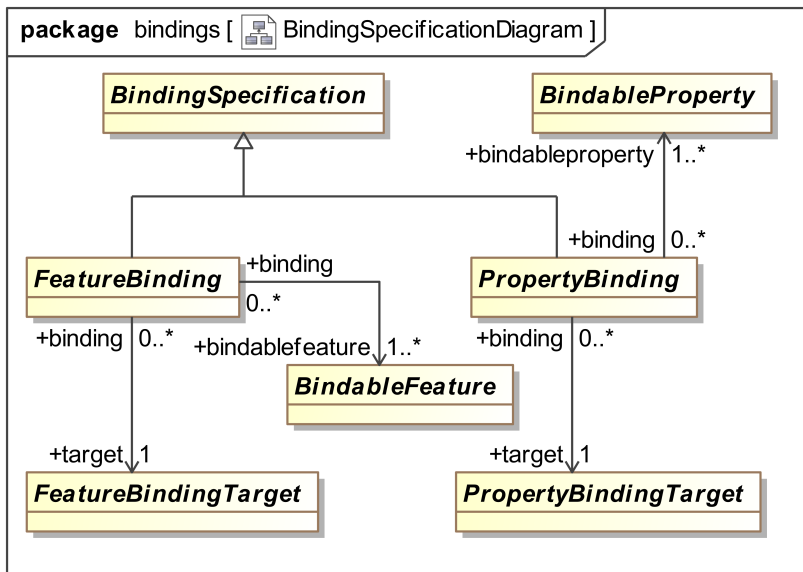 package bindings [ BindingSpecificationDiagram ]
BindingSpecification
BindableProperty
+bindableproperty 1..*
+binding 0..*
FeatureBinding
+binding
0..*
PropertyBinding
+binding 0..*
+bindablefeature 1..*
+binding 0..*
BindableFeature
+target 1
+target 1
FeatureBindingTarget
PropertyBindingTarget